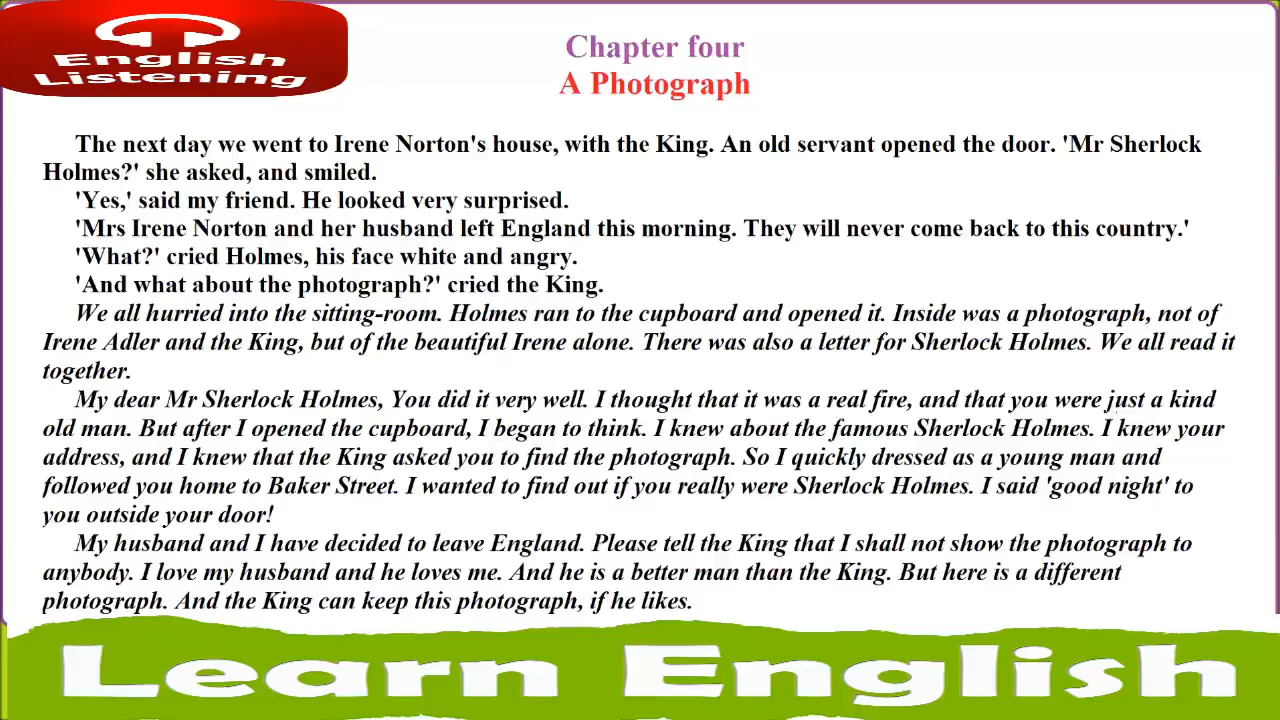 English
Listening
Chapter four
A Photograph
The next day we went to Irene Norton's house, with the King. An old servant opened the door. 'Mr Sherlock
Holmes?' she asked, and smiled.
'Yes,' said my friend. He looked very surprised.
'Mrs Irene Norton and her husband left England this morning. They will never come back to this country.'
'What?' cried Holmes, his face white and angry.
'And what about the photograph?' cried the King.
We all hurried into the sitting-room. Holmes ran to the cupboard and opened it. Inside was a photograph, not of
Irene Adler and the King, but of the beautiful Irene alone. There was also a letter for Sherlock Holmes. We all read it
together.
My dear Mr Sherlock Holmes, You did it very well. I thought that it was a real fire, and that you were just a kind
old man. But after I opened the cupboard, I began to think. I knew about the famous Sherlock Holmes. I knew your
address, and I knew that the King asked you to find the photograph. So I quickly dressed as a young man and
followed you home to Baker Street. I wanted to find out if you really were Sherlock Holmes. I said 'good night' to
you outside your door!
My husband and I have decided to leave England. Please tell the King that I shall not show the photograph to
anybody. I love my husband and he loves me. And he is a better man than the King. But here is a different
photograph. And the King can keep this photograph, if he likes.
Learn English